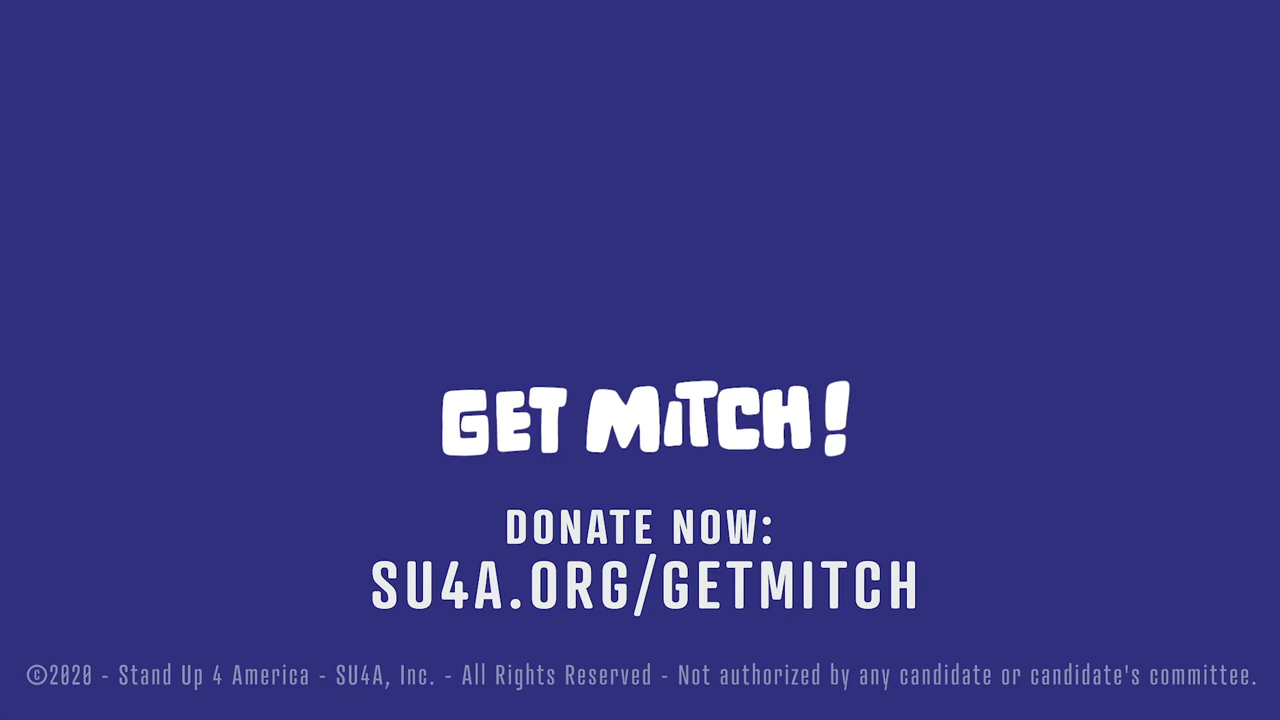 GET MiTCH!
DONATE NOW:
SU4A.ORG/GETMITCH
©2020 - Stand Up 4 America - SU4A, Inc. - All Rights Reserved - Not authorized by any candidate or candidate's committee.